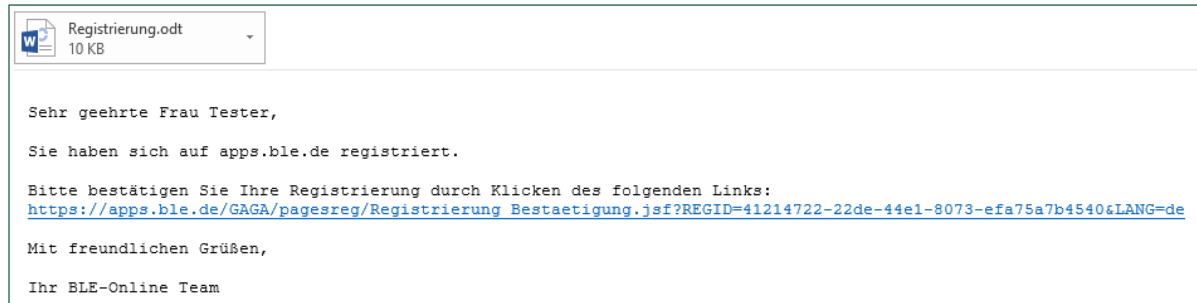 Registrierung.odt
10 KB
Sehr geehrte Frau Tester,
Sie haben sich auf apps.ble.de registriert.
Bitte bestätigen Sie Ihre Registrierung durch Klicken des folgenden Links:
https://apps.ble.de/GAGA/pagesreg/Registrierung_Bestaetigung.jsf?REGID=41214722-22de-44e1-8073-efa75a7b4540&LANG=de
Mit freundlichen Grüßen,
Ihr BLE-Online Team